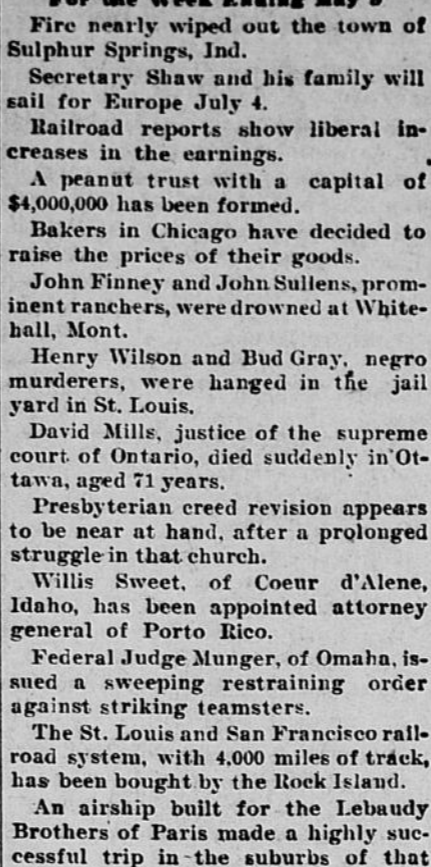 For the Week Ending May 8
Fire nearly wiped out the town of
Sulphur Springs, Ind.
Secretary Shaw and his family will
sail for Europe July 4.
Railroad reports show liberal in-
creases in the earnings.
A peanut trust with a capital of
$4,000,000 has been formed.
Bakers in Chicago have decided to
raise the prices of their goods.
John Finney and John Sullens, prom-
inent ranchers, were drowned at White-
hall, Mont.
Henry Wilson and Bud Gray, negro
murderers, were hanged in the jail
yard in St. Louis.
David Mills, justice of the supreme
court of Ontario, died suddenly in Ot-
tawa, aged 71 years.
Presbyterian creed revision appears
to be near at hand, after a prolonged
struggle in that church.
Willis Sweet, of Coeur d'Alene,
Idaho, has been appointed attorney
general of Porto Rico.
Federal Judge Munger, of Omaha, is-
sued a sweeping restraining order
against striking teamsters.
The St. Louis and San Francisco rail-
road system, with 4,000 miles of track,
has been bought by the Rock Island.
An airship built for the Lebaudy
Brothers of Paris made a highly suc-
cessful trip in the suburbs of that